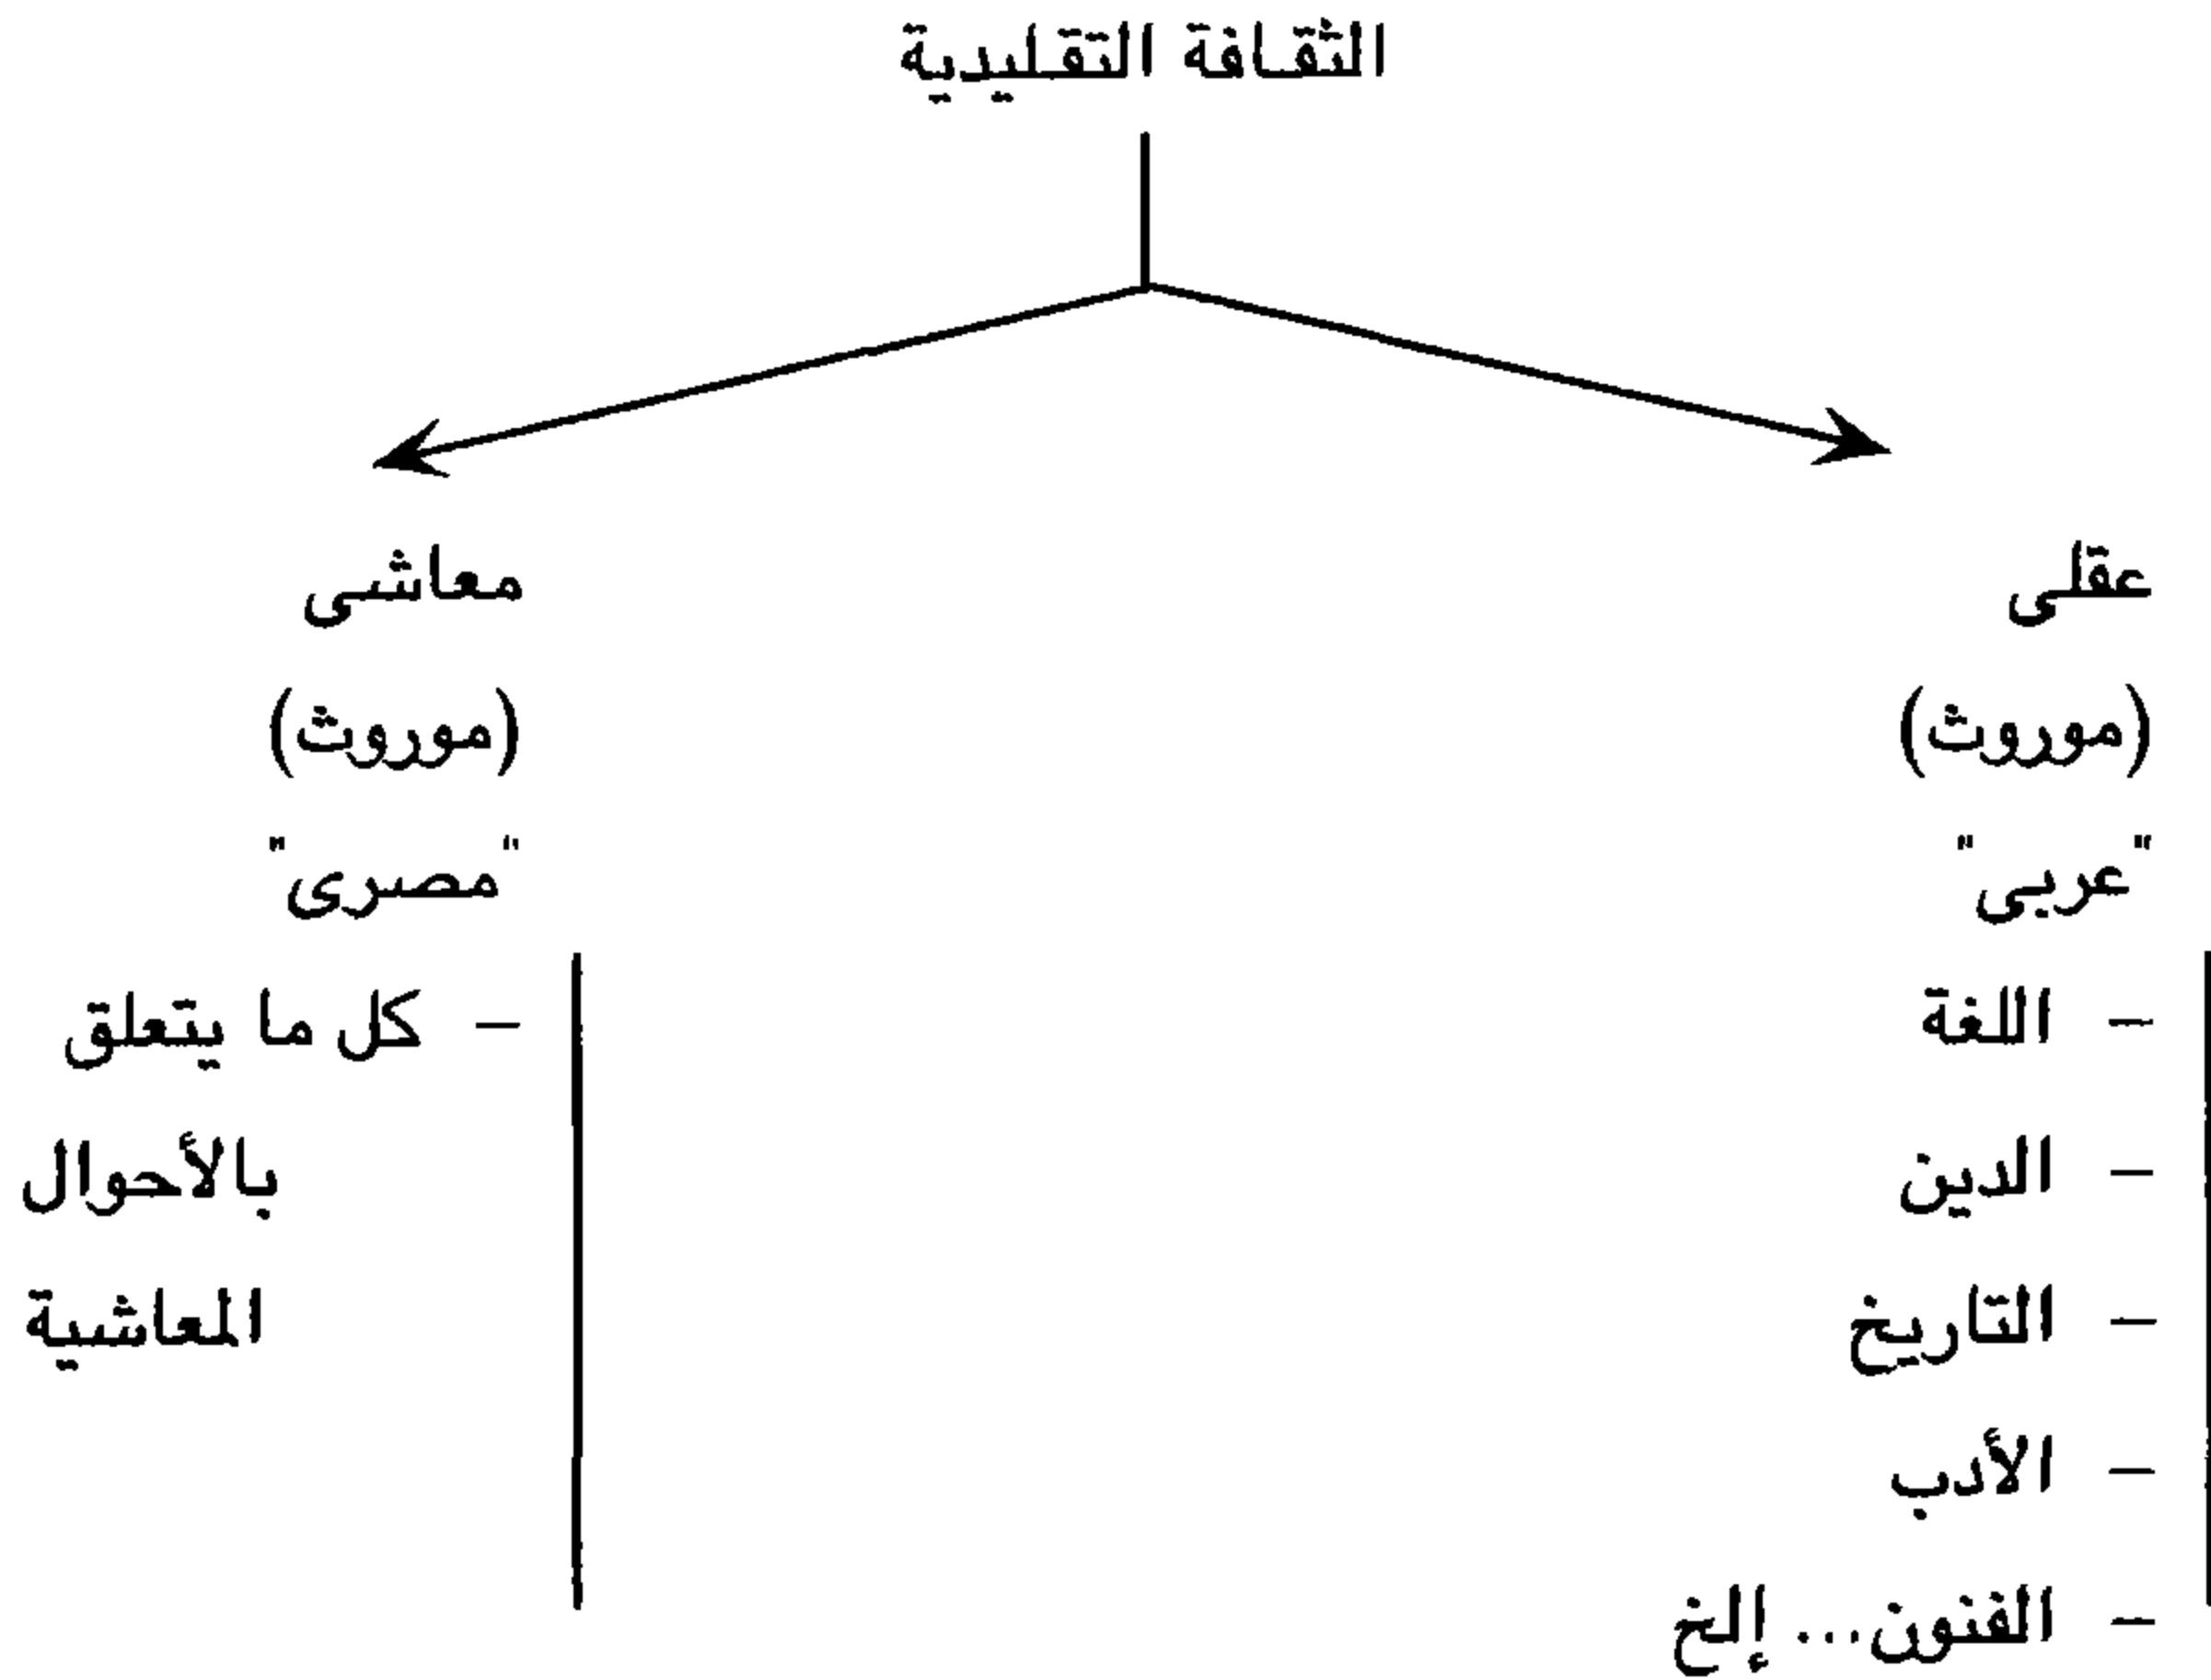 الثقافة التقليدية
عقلى
(موروث)
"عربى"
– اللغة
– الدين
– التاريخ
– الأدب
– الفنون... إلخ
معاشى
(موروث)
"مصرى"
– كل ما يتعلق
بالأحوال
المعاشية